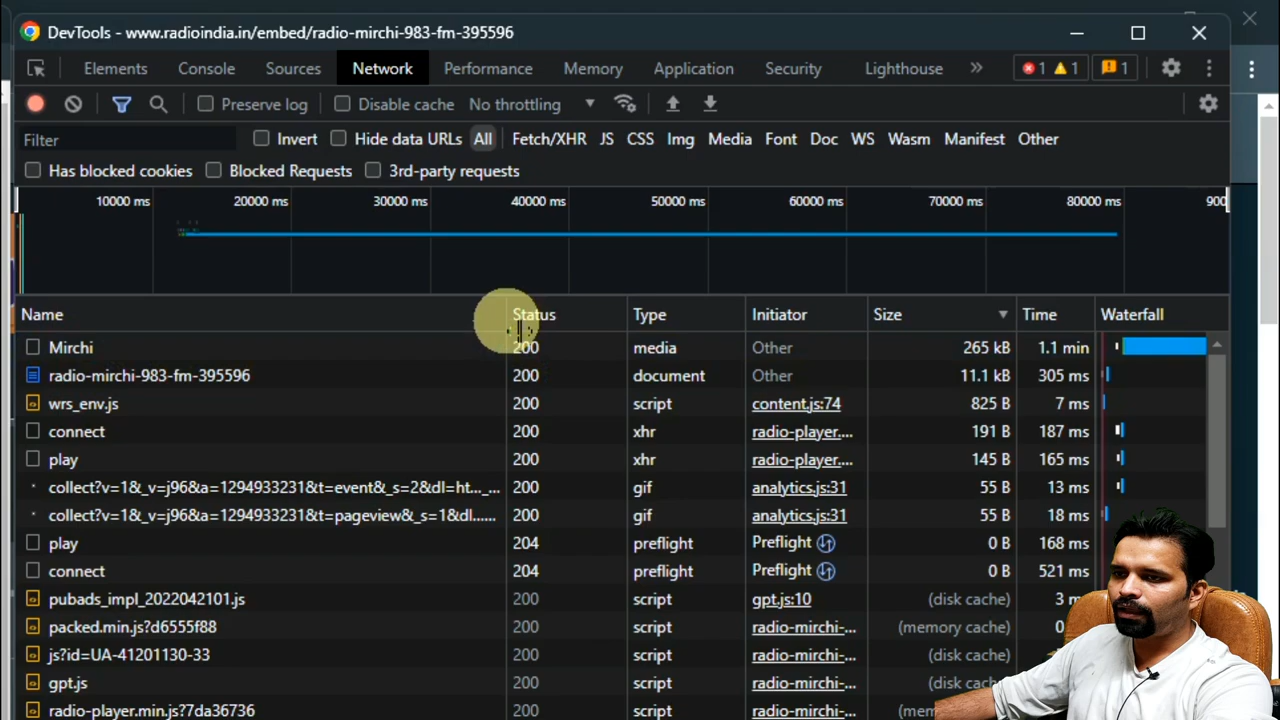 DevTools - www.radioindia.in/embed/radio-mirchi-983-fm-395596
Elements Console Sources Network Performance Memory Application Security Lighthouse » 1 1 1
Preserve log Disable cache No throttling
Filter Invert Hide data URLs All Fetch/XHR JS CSS Img Media Font Doc WS Wasm Manifest Other
Has blocked cookies Blocked Requests 3rd-party requests
10000 ms 20000 ms 30000 ms 40000 ms 50000 ms 60000 ms 70000 ms 80000 ms 900
Name Status Type Initiator Size Time Waterfall
Mirchi 200 media Other 265 kB 1.1 min
radio-mirchi-983-fm-395596 200 document Other 11.1 kB 305 ms
wrs_env.js 200 script content.js:74 825 B 7 ms
connect 200 xhr radio-player.... 191 B 187 ms
play 200 xhr radio-player.... 145 B 165 ms
collect?v=1&_v=j96&a=1294933231&t=event&_s=2&dl=ht..._... 200 gif analytics.js:31 55 B 13 ms
collect?v=1&_v=j96&a=1294933231&t=pageview&_s=1&dl...... 200 gif analytics.js:31 55 B 18 ms
play 204 preflight Preflight 0 B 168 ms
connect 204 preflight Preflight 0 B 521 ms
pubads_impl_2022042101.js 200 script gpt.js:10 (disk cache) 3
packed.min.js?d6555f88 200 script radio-mirchi-... (memory cache) 0
js?id=UA-41201130-33 200 script radio-mirchi-... (disk cache)
gpt.js 200 script radio-mirchi-... (disk
radio-player.min.js?7da36736 200 script radio-mirchi-...